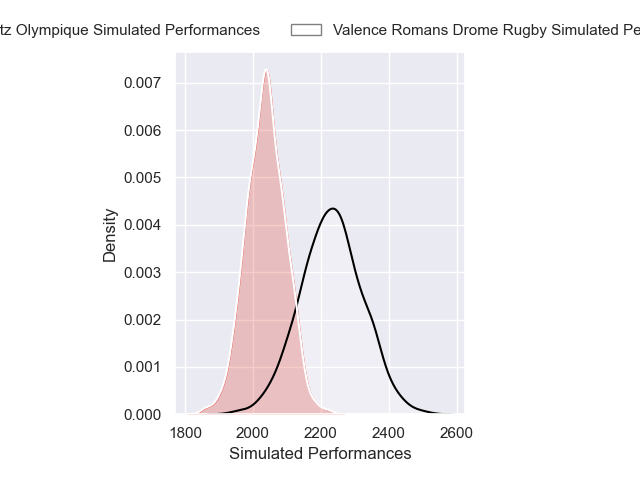 tz Olympique Simulated Performances Valence Romans Drome Rugby Simulated Pe
0.007
0.006
0.005
0.004
0.003
0.002
0.001
0.000
Density
1800 2000 2200 2400 2600
Simulated Performances